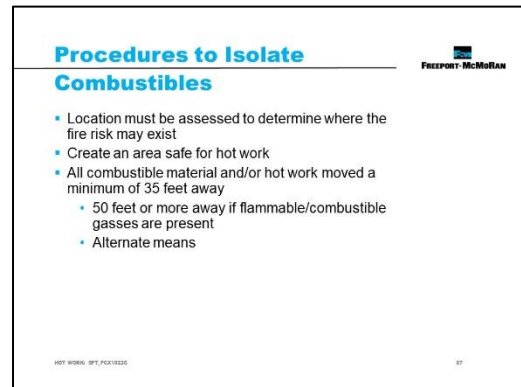 Procedures to Isolate
Combustibles
FREEPORT-MCMORAN
▪ Location must be assessed to determine where the
fire risk may exist
▪ Create an area safe for hot work
▪ All combustible material and/or hot work moved a
minimum of 35 feet away
• 50 feet or more away if flammable/combustible
gasses are present
• Alternate means
HOT WORK: SFT_FCX1022C